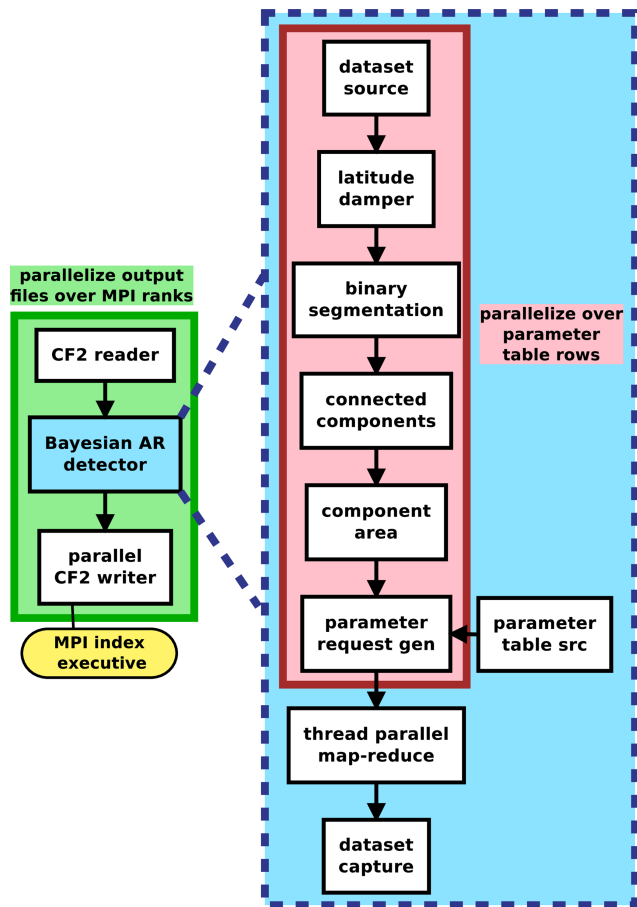 parallelize output
files over MPI ranks
CF2 reader
Bayesian AR
detector
parallel
CF2 writer
MPI index
executive
dataset
source
latitude
damper
binary
segmentation
connected
components
component
area
parameter
request gen
thread parallel
map-reduce
dataset
capture
parallelize over
parameter
table rows
parameter
table src